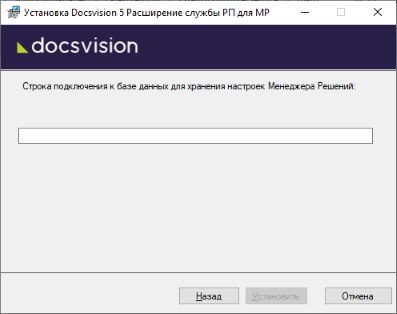 Установка Docsvision 5 Расширение службы РП для МР
docsvision
Строка подключения к базе данных для хранения настроек Менеджера Решений:
Назад
Установить
Отмена